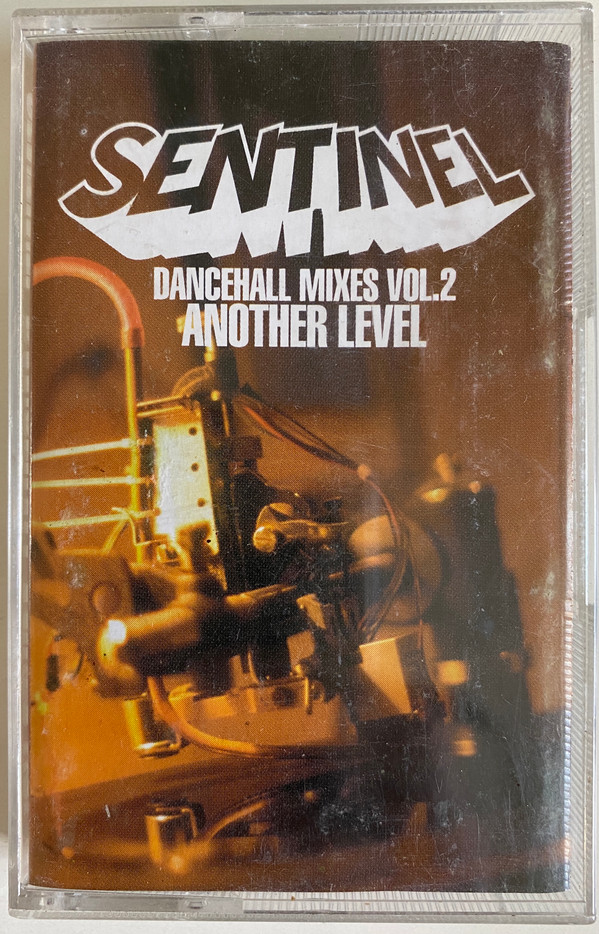 SENTINEL
DANCEHALL MIXES VOL.2
ANOTHER LEVEL